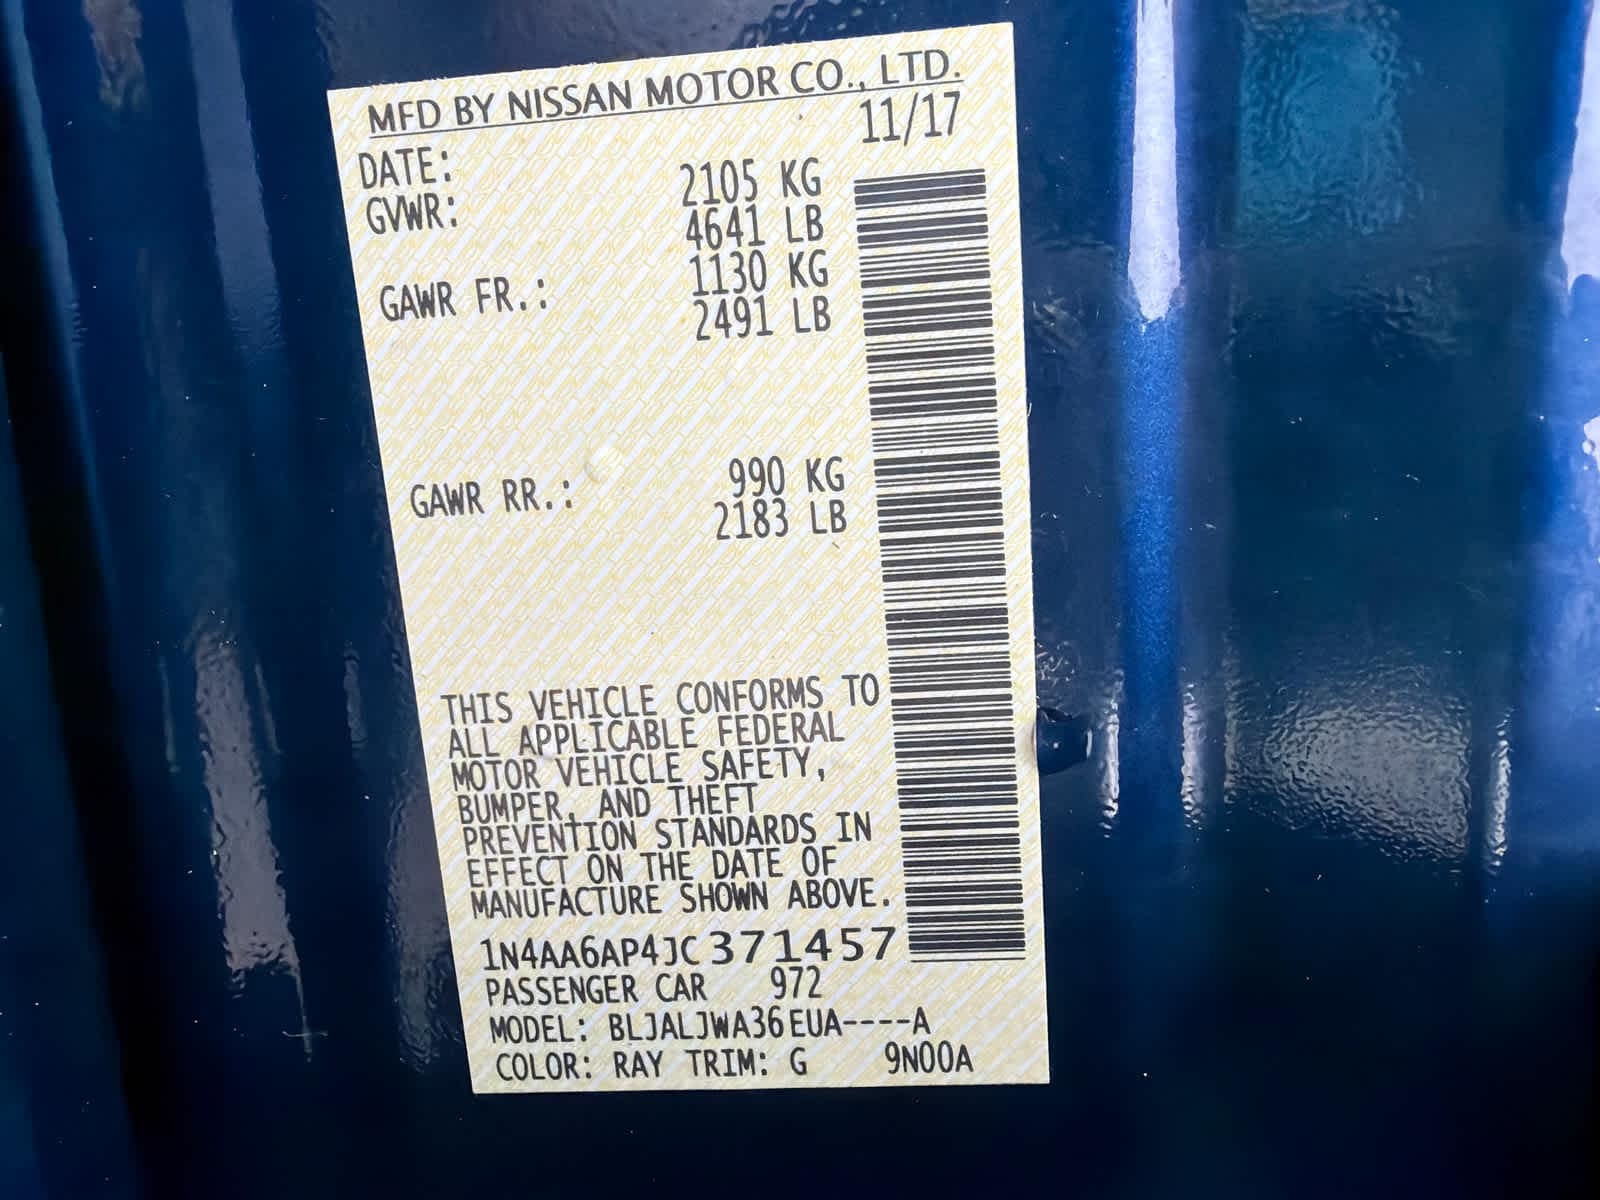 MFD BY NISSAN MOTOR CO., LTD.
DATE: 11/17
GVWR: 2105 KG
4641 LB
GAWR FR.: 1130 KG
2491 LB
GAWR RR.: 990 KG
2183 LB
THIS VEHICLE CONFORMS TO
ALL APPLICABLE FEDERAL
MOTOR VEHICLE SAFETY,
BUMPER, AND THEFT
PREVENTION STANDARDS IN
EFFECT ON THE DATE OF
MANUFACTURE SHOWN ABOVE.
1N4AA6AP4JC371457
PASSENGER CAR 972
MODEL: BLJALJWA36EUA----A
COLOR: RAY TRIM: G 9N00A